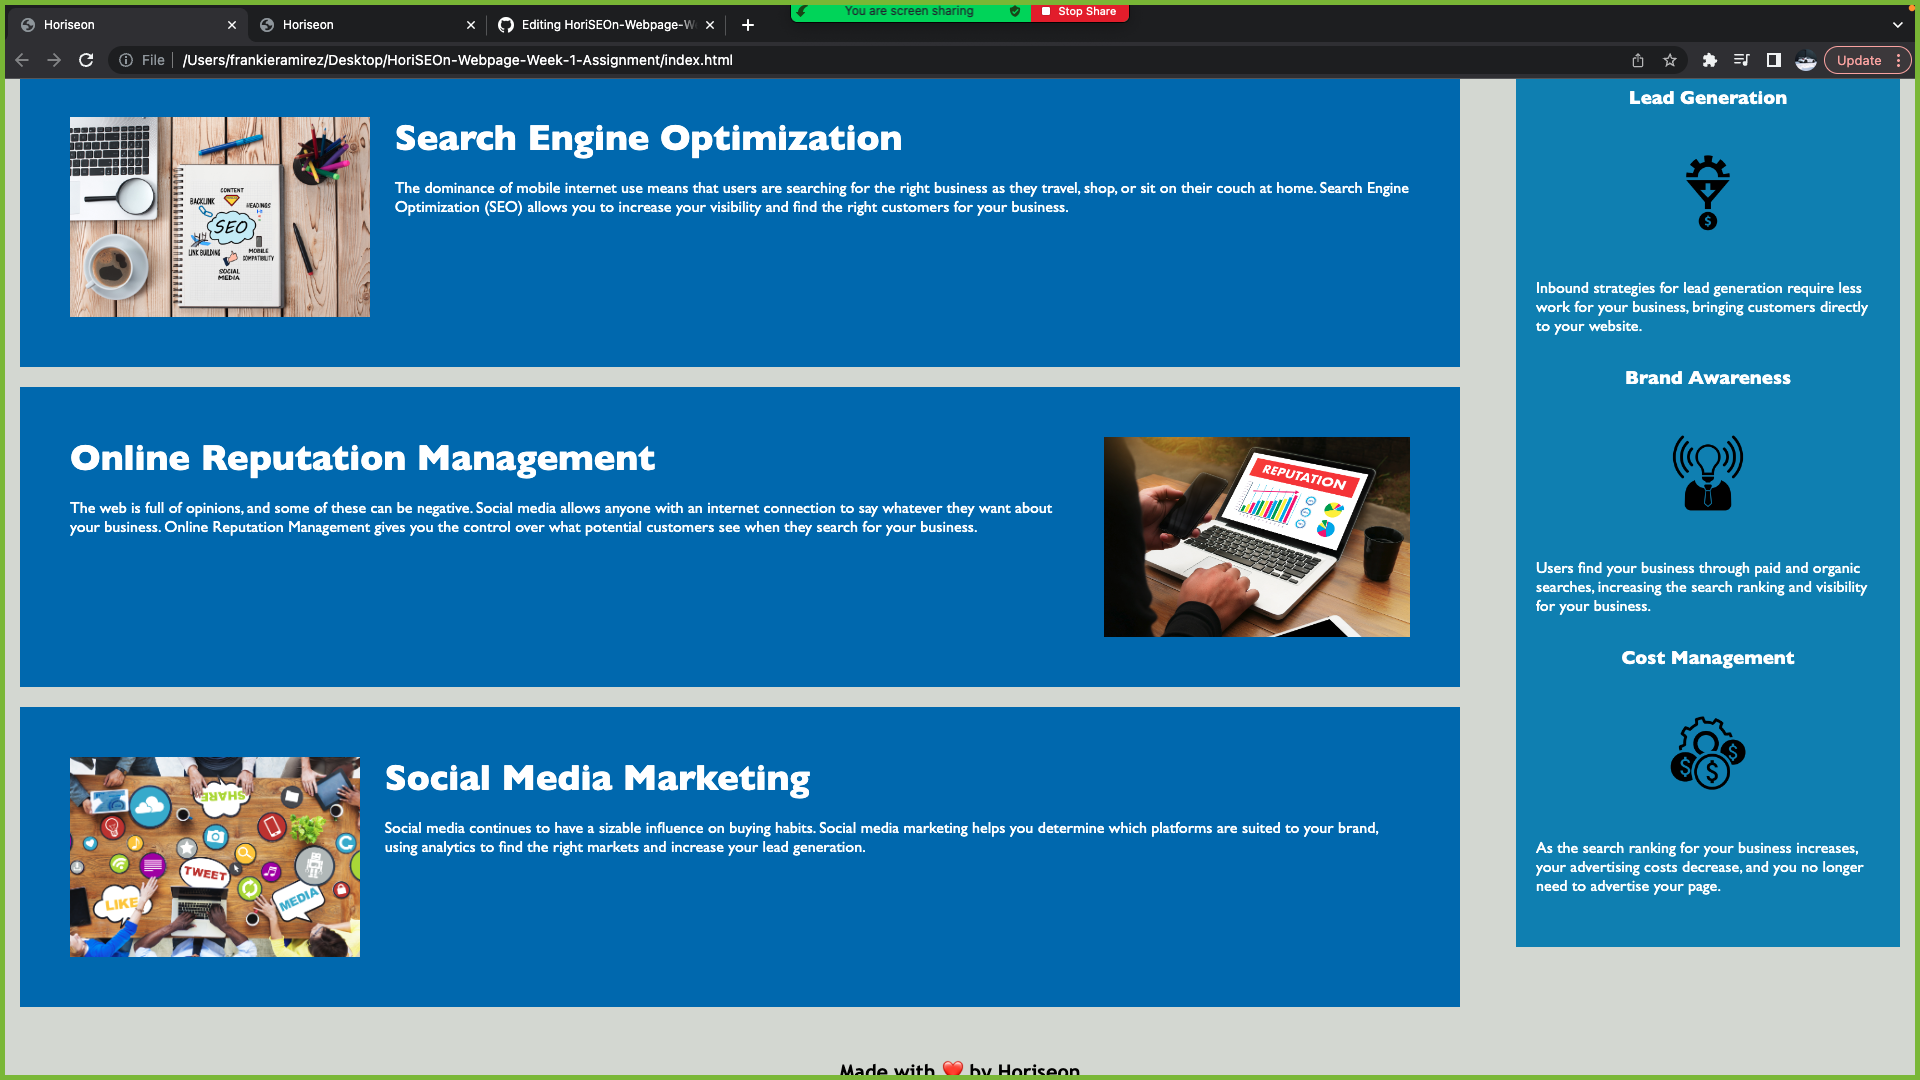 Horiseon
Horiseon
Editing HoriSEOn-Webpage-W
You are screen sharing
Stop Share
File
/Users/frankieramirez/Desktop/HoriSEOn-Webpage-Week-1-Assignment/index.html
Update
CONTENT
BACKLINK
HEADINGS
SEO
LINK BUILDING
MOBILE
COMPATIBILITY
SOCIAL
MEDIA
Search Engine Optimization
The dominance of mobile internet use means that users are searching for the right business as they travel, shop, or sit on their couch at home. Search Engine
Optimization (SEO) allows you to increase your visibility and find the right customers for your business.
Online Reputation Management
The web is full of opinions, and some of these can be negative. Social media allows anyone with an internet connection to say whatever they want about
your business. Online Reputation Management gives you the control over what potential customers see when they search for your business.
REPUTATION
SHARE
TWEET
LIKE
MEDIA
Social Media Marketing
Social media continues to have a sizable influence on buying habits. Social media marketing helps you determine which platforms are suited to your brand,
using analytics to find the right markets and increase your lead generation.
Lead Generation
$
Inbound strategies for lead generation require less
work for your business, bringing customers directly
to your website.
Brand Awareness
Users find your business through paid and organic
searches, increasing the search ranking and visibility
for your business.
Cost Management
$ $ $
As the search ranking for your business increases,
your advertising costs decrease, and you no longer
need to advertise your page.
Made with ❤️ by Horiseon